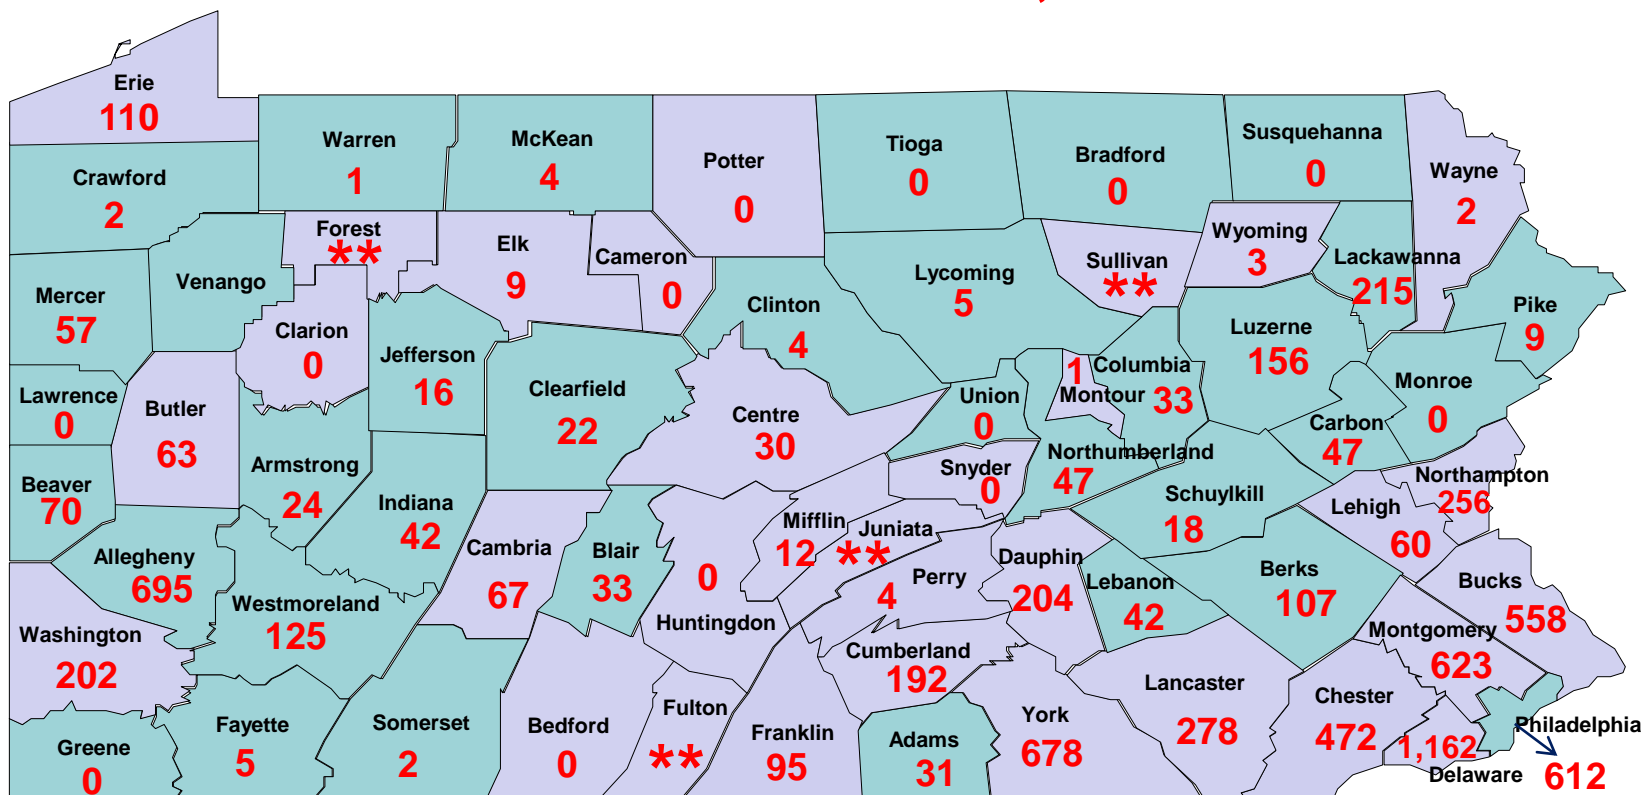 Erie
110
Warren
1
McKean
4
Potter
0
Tioga
0
Bradford
0
Susquehanna
0
Wayne
2
Crawford
2
Forest
**
Elk
9
Cameron
0
Sullivan
**
Wyoming
3
Lackawanna
215
Venango
Mercer
57
Clarion
0
Jefferson
16
Clinton
4
Lycoming
5
Luzerne
156
Pike
9
Lawrence
0
Butler
63
Clearfield
22
Centre
30
Union
0
1
Montour
Columbia
33
Monroe
0
Carbon
47
Beaver
70
Armstrong
24
Indiana
42
Snyder
0
Northumberland
47
Schuylkill
18
Lehigh
60
Northampton
256
Allegheny
695
Westmoreland
125
Cambria
67
Blair
33
0
Huntingdon
Mifflin
12
Juniata
**
4
Perry
Dauphin
204
Lebanon
42
Berks
107
Bucks
558
Montgomery
623
Washington
202
Cumberland
192
Lancaster
278
Chester
472
1,162
Delaware
Philadelphia
612
Greene
0
Fayette
5
Somerset
2
Bedford
0
Fulton
**
Franklin
95
Adams
31
York
678